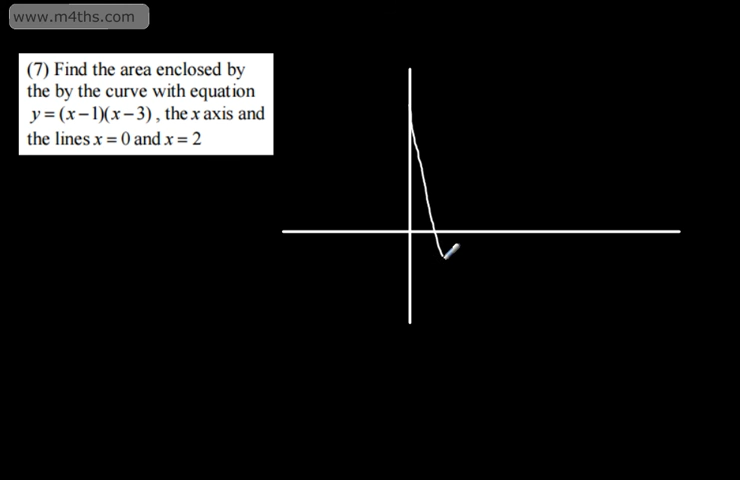 www.m4ths.com
(7) Find the area enclosed by
the by the curve with equation
y = (x – 1)(x – 3) , the x axis and
the lines x = 0 and x = 2